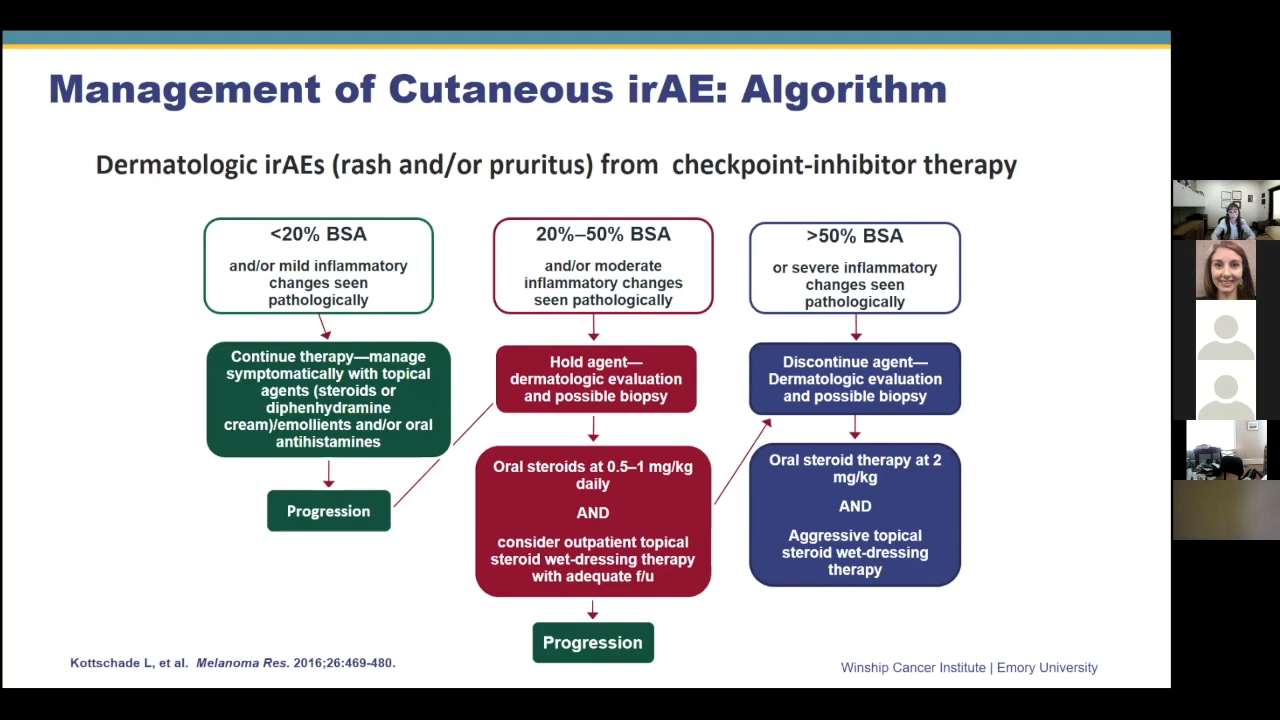 Management of Cutaneous irAE: Algorithm
Dermatologic irAEs (rash and/or pruritus) from checkpoint-inhibitor therapy
<20% BSA
and/or mild inflammatory
changes seen
pathologically
Continue therapy—manage
symptomatically with topical
agents (steroids or
diphenhydramine
cream)/emollients and/or oral
antihistamines
Progression
20%–50% BSA
and/or moderate
inflammatory changes
seen pathologically
Hold agent—
dermatologic evaluation
and possible biopsy
Oral steroids at 0.5–1 mg/kg
daily
AND
consider outpatient topical
steroid wet-dressing therapy
with adequate f/u
Progression
>50% BSA
or severe inflammatory
changes seen
pathologically
Discontinue agent—
Dermatologic evaluation
and possible biopsy
Oral steroid therapy at 2
mg/kg
AND
Aggressive topical
steroid wet-dressing
therapy
Kottschade L, et al. Melanoma Res. 2016;26:469-480.
Winship Cancer Institute | Emory University